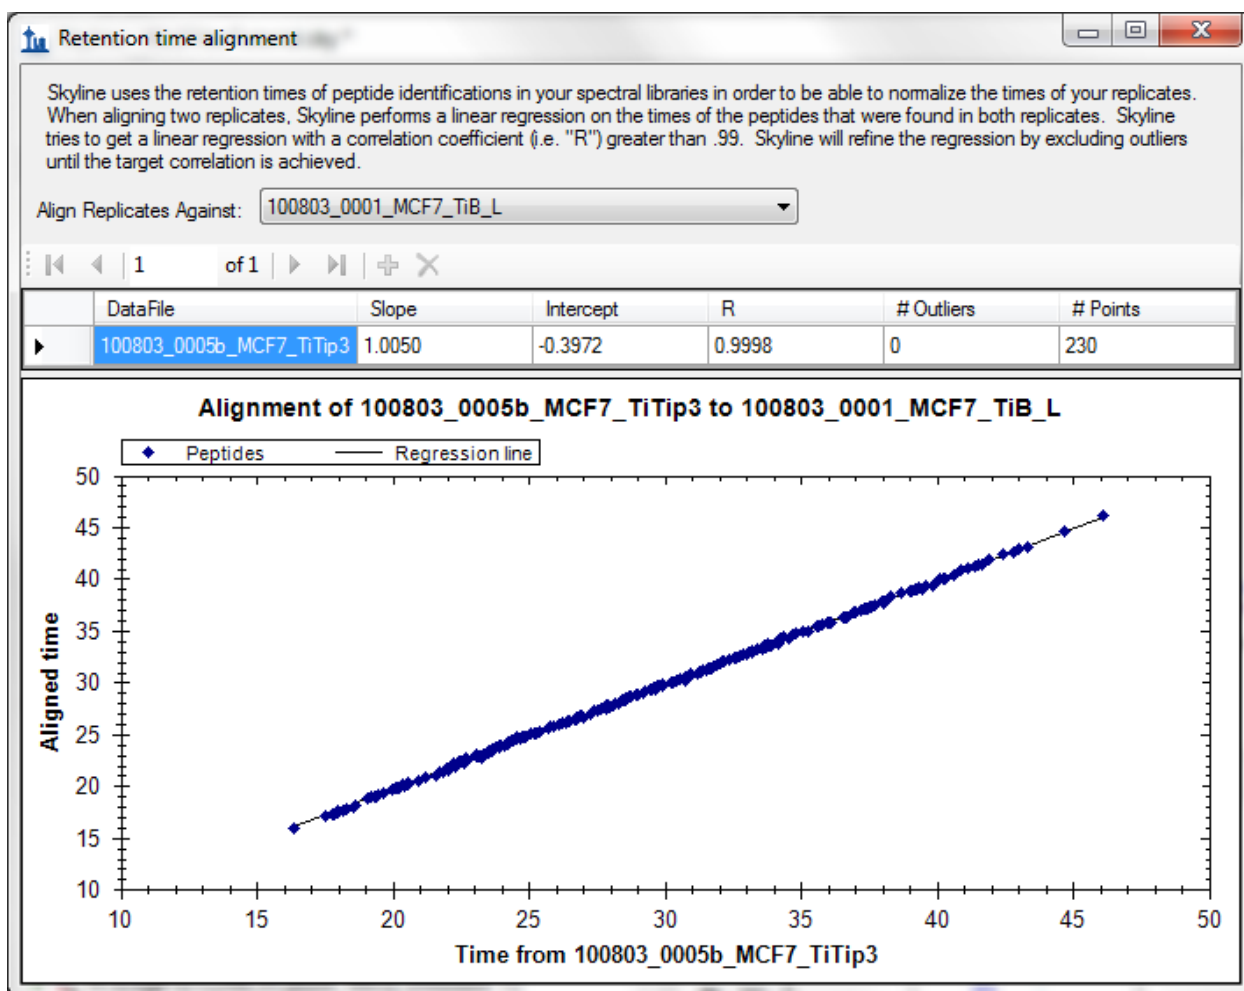 Retention time alignment
Skyline uses the retention times of peptide identifications in your spectral libraries in order to be able to normalize the times of your replicates.
When aligning two replicates, Skyline performs a linear regression on the times of the peptides that were found in both replicates. Skyline
tries to get a linear regression with a correlation coefficient (i.e. "R") greater than .99. Skyline will refine the regression by excluding outliers
until the target correlation is achieved.
Align Replicates Against: 100803_0001_MCF7_TiB_L
1 of 1
DataFile Slope Intercept R # Outliers # Points
100803_0005b_MCF7_TiTip3 1.0050 -0.3972 0.9998 0 230
Alignment of 100803_0005b_MCF7_TiTip3 to 100803_0001_MCF7_TiB_L
Peptides Regression line
50
45
40
35
30
25
20
15
10
Aligned time
10 15 20 25 30 35 40 45 50
Time from 100803_0005b_MCF7_TiTip3